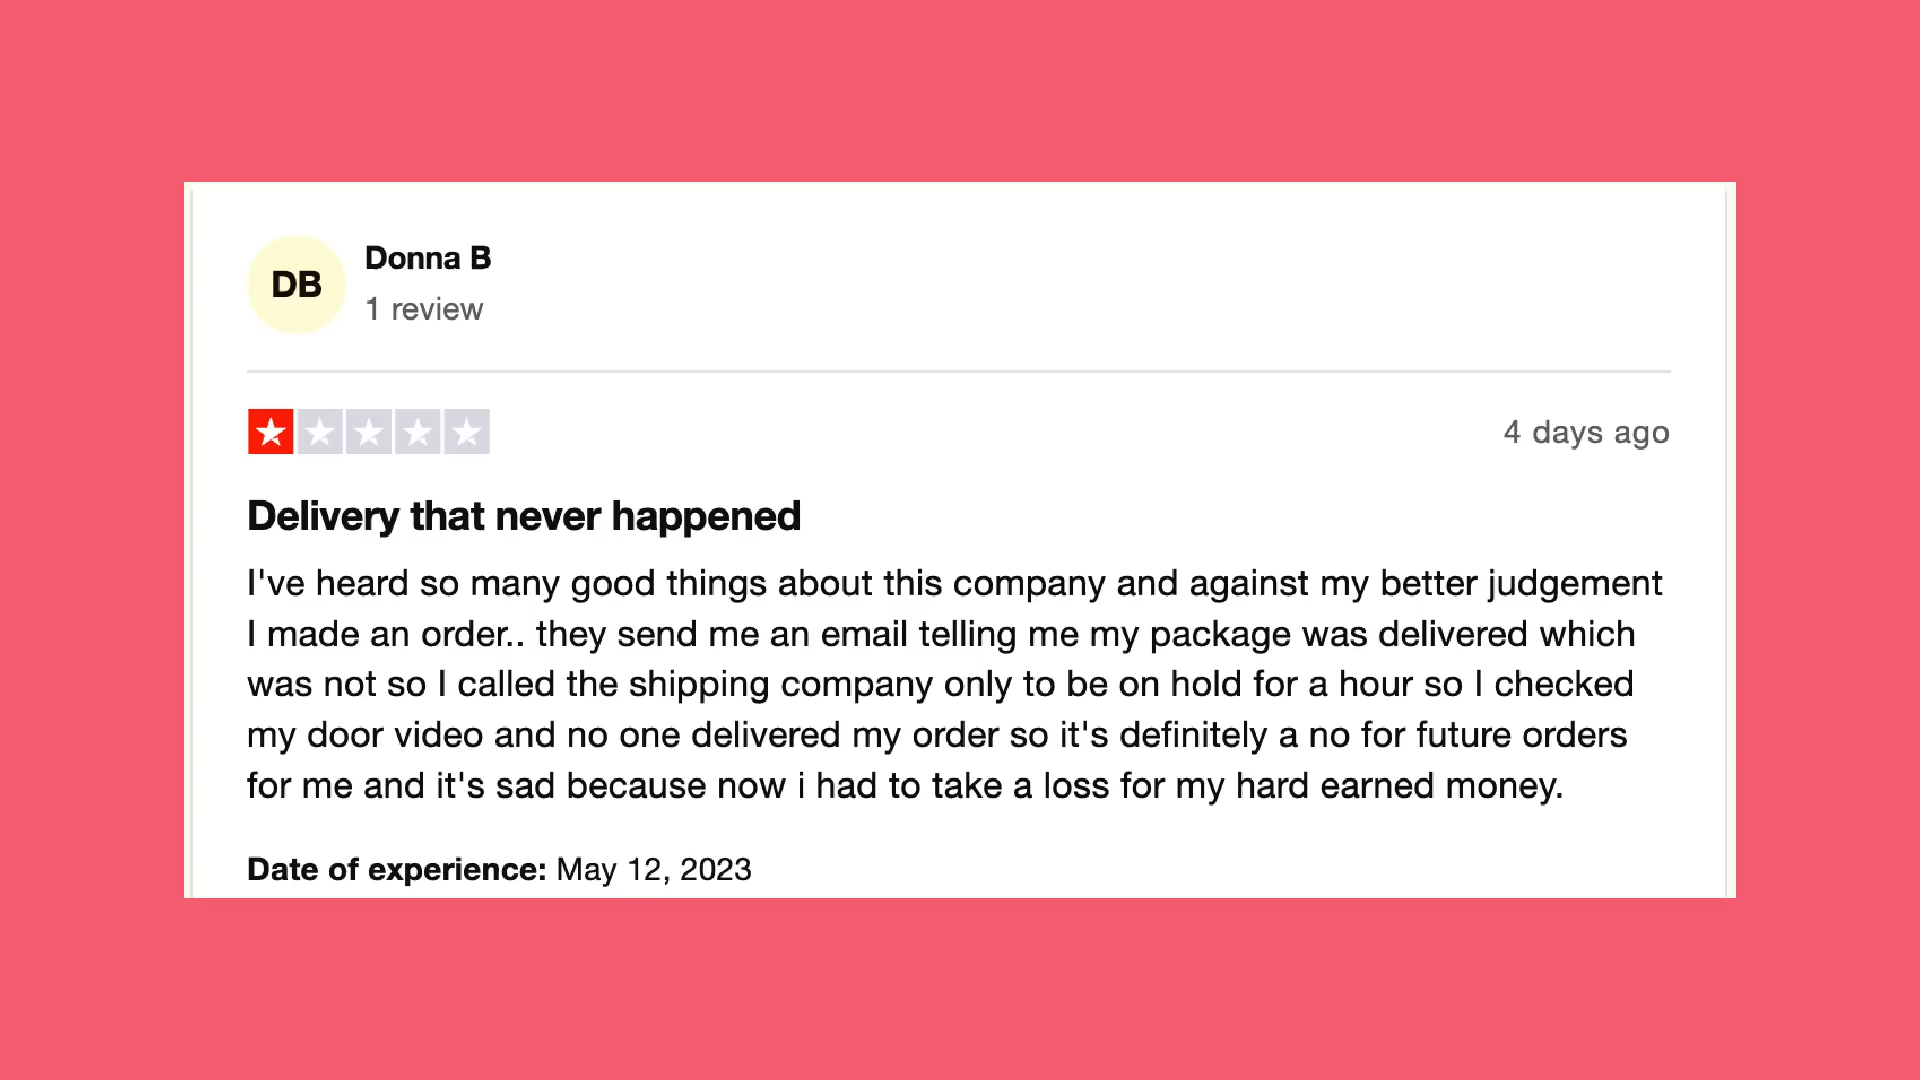 DB
Donna B
1 review
4 days ago
Delivery that never happened
I've heard so many good things about this company and against my better judgement
I made an order.. they send me an email telling me my package was delivered which
was not so I called the shipping company only to be on hold for a hour so I checked
my door video and no one delivered my order so it's definitely a no for future orders
for me and it's sad because now i had to take a loss for my hard earned money.
Date of experience: May 12, 2023